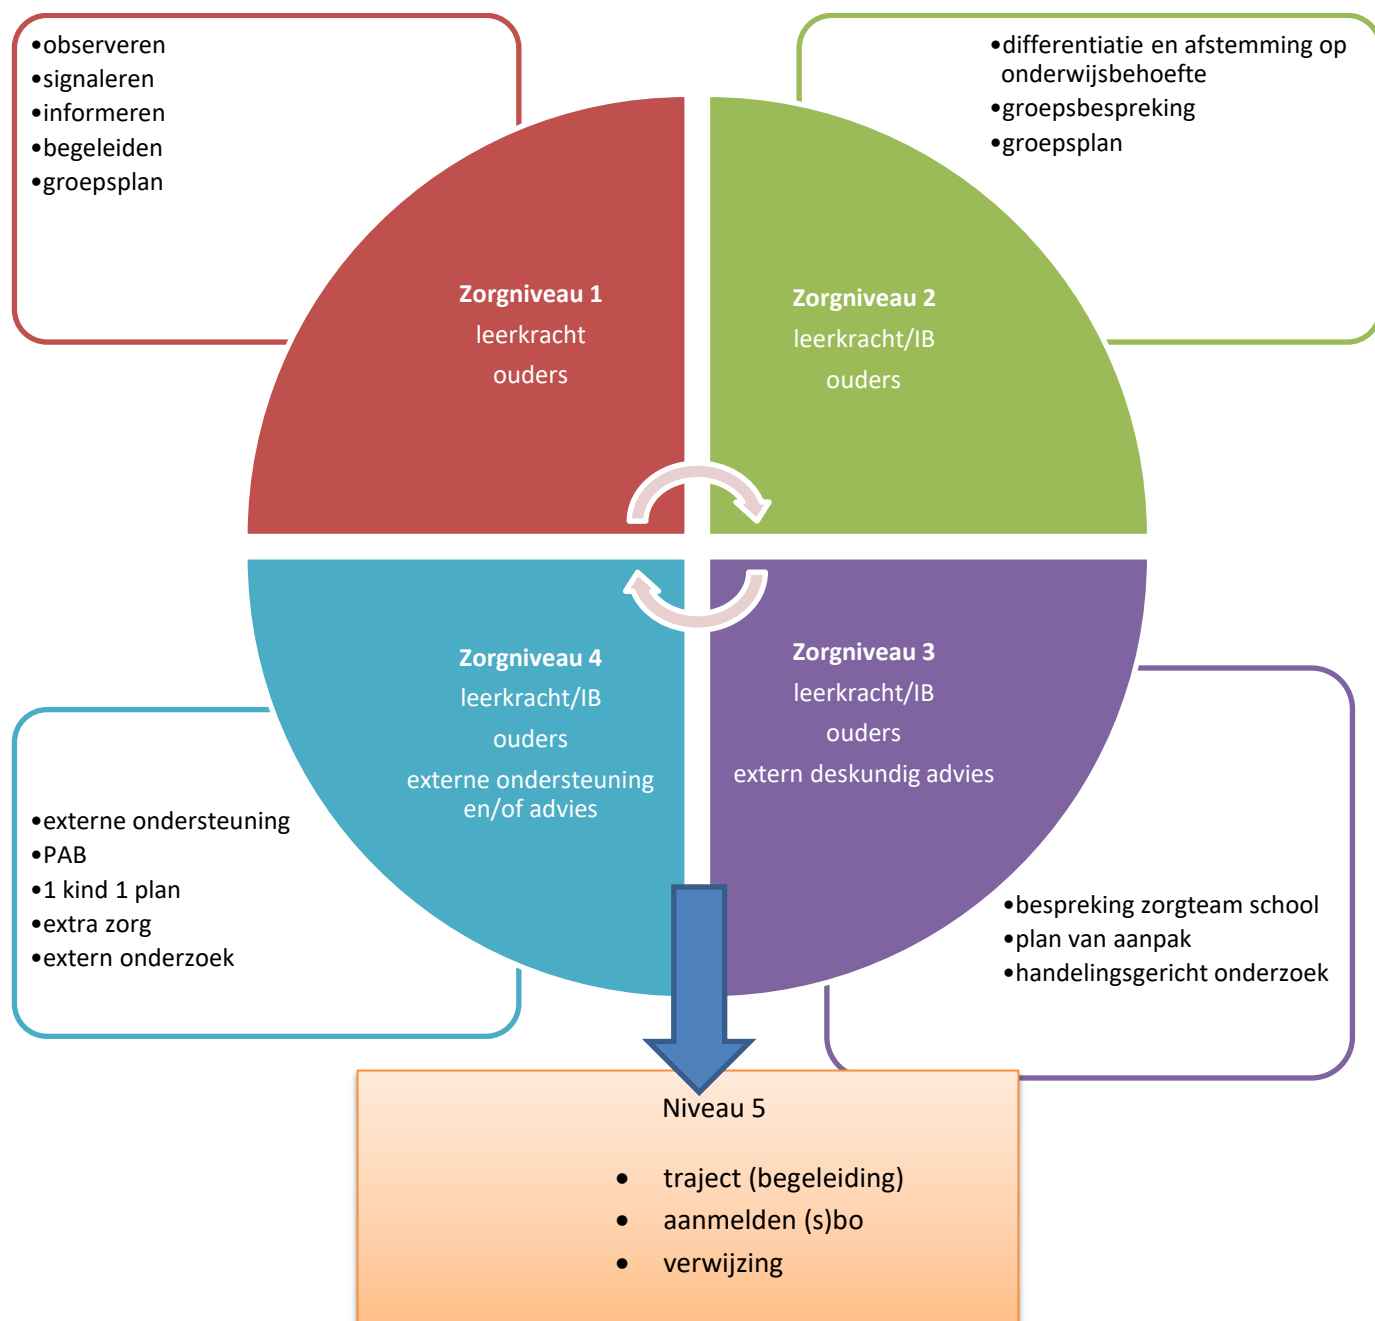 •observeren
•signaleren
•informeren
•begeleiden
•groepsplan
•differentiatie en afstemming op
onderwijsbehoefte
•groepsbespreking
•groepsplan
Zorgniveau 1
leerkracht
ouders
Zorgniveau 2
leerkracht/IB
ouders
Zorgniveau 4
leerkracht/IB
ouders
externe ondersteuning
en/of advies
Zorgniveau 3
leerkracht/IB
ouders
extern deskundig advies
•externe ondersteuning
•PAB
•1 kind 1 plan
•extra zorg
•extern onderzoek
•bespreking zorgteam school
•plan van aanpak
•handelingsgericht onderzoek
Niveau 5
• traject (begeleiding)
• aanmelden (s)bo
• verwijzing